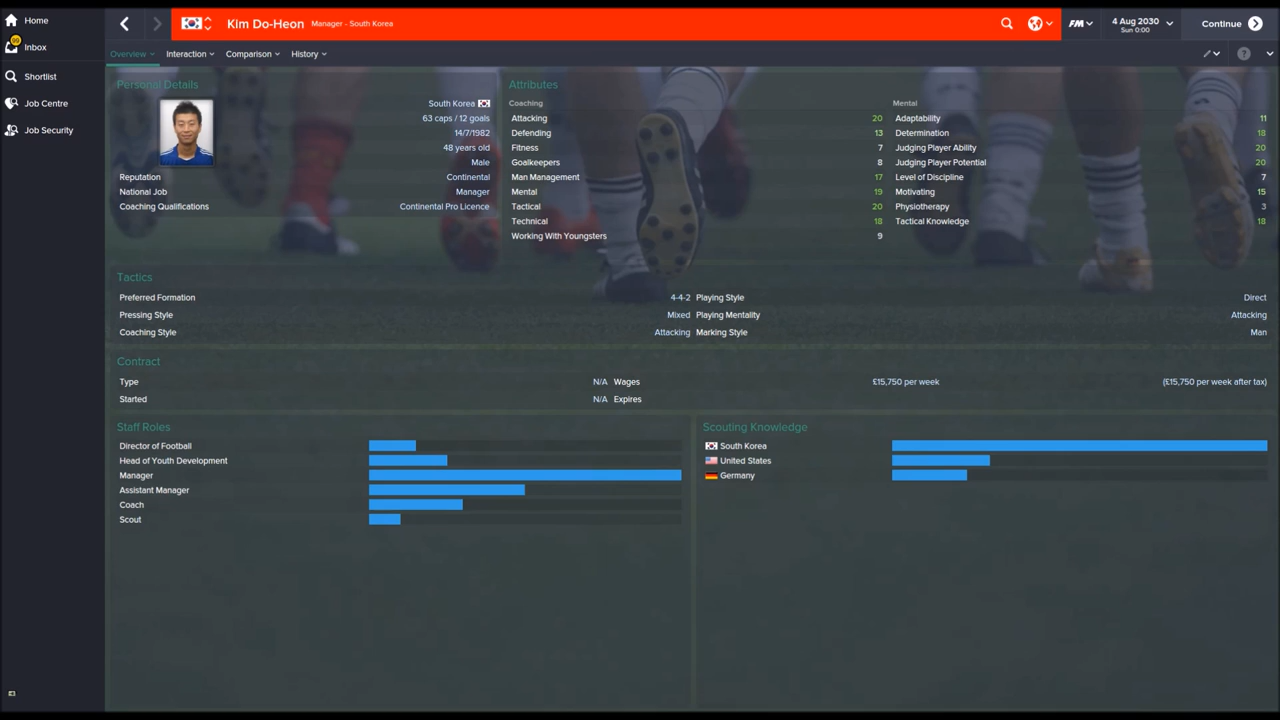 Home
Inbox
Shortlist
Job Centre
Job Security
Kim Do-Heon Manager - South Korea
FM
4 Aug 2030
Sun 0:00
Continue
Overview Interaction Comparison History
Personal Details
South Korea
63 caps / 12 goals
14/7/1982
48 years old
Male
Reputation Continental
National Job Manager
Coaching Qualifications Continental Pro Licence
Attributes
Coaching
Attacking 20
Defending 13
Fitness 7
Goalkeepers 8
Man Management 17
Mental 19
Tactical 20
Technical 18
Working With Youngsters 9
Mental
Adaptability 11
Determination 18
Judging Player Ability 20
Judging Player Potential 20
Level of Discipline 7
Motivating 15
Physiotherapy 3
Tactical Knowledge 18
Tactics
Preferred Formation 4-4-2 Playing Style Direct
Pressing Style Mixed Playing Mentality Attacking
Coaching Style Attacking Marking Style Man
Contract
Type N/A Wages £15,750 per week (£15,750 per week after tax)
Started N/A Expires
Staff Roles
Director of Football
Head of Youth Development
Manager
Assistant Manager
Coach
Scout
Scouting Knowledge
South Korea
United States
Germany